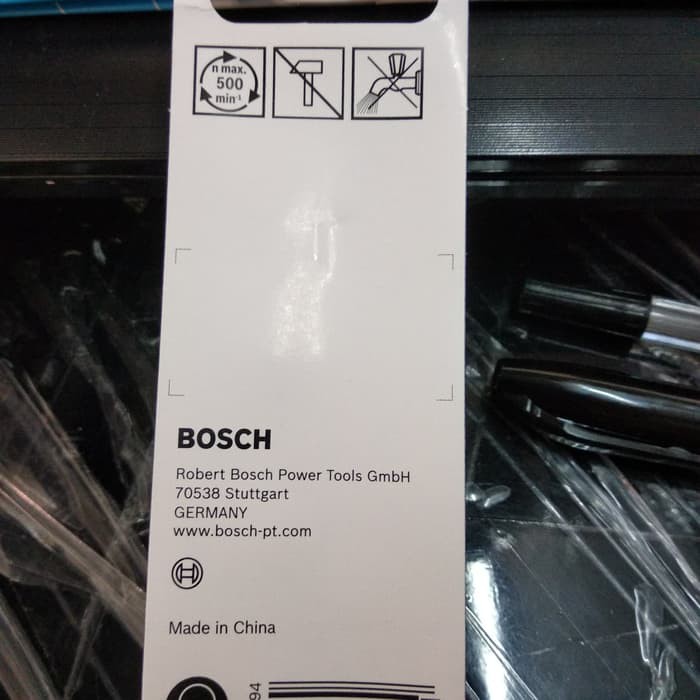 n max.
500
min-¹
BOSCH
Robert Bosch Power Tools GmbH
70538 Stuttgart
GERMANY
www.bosch-pt.com
Made in China
94